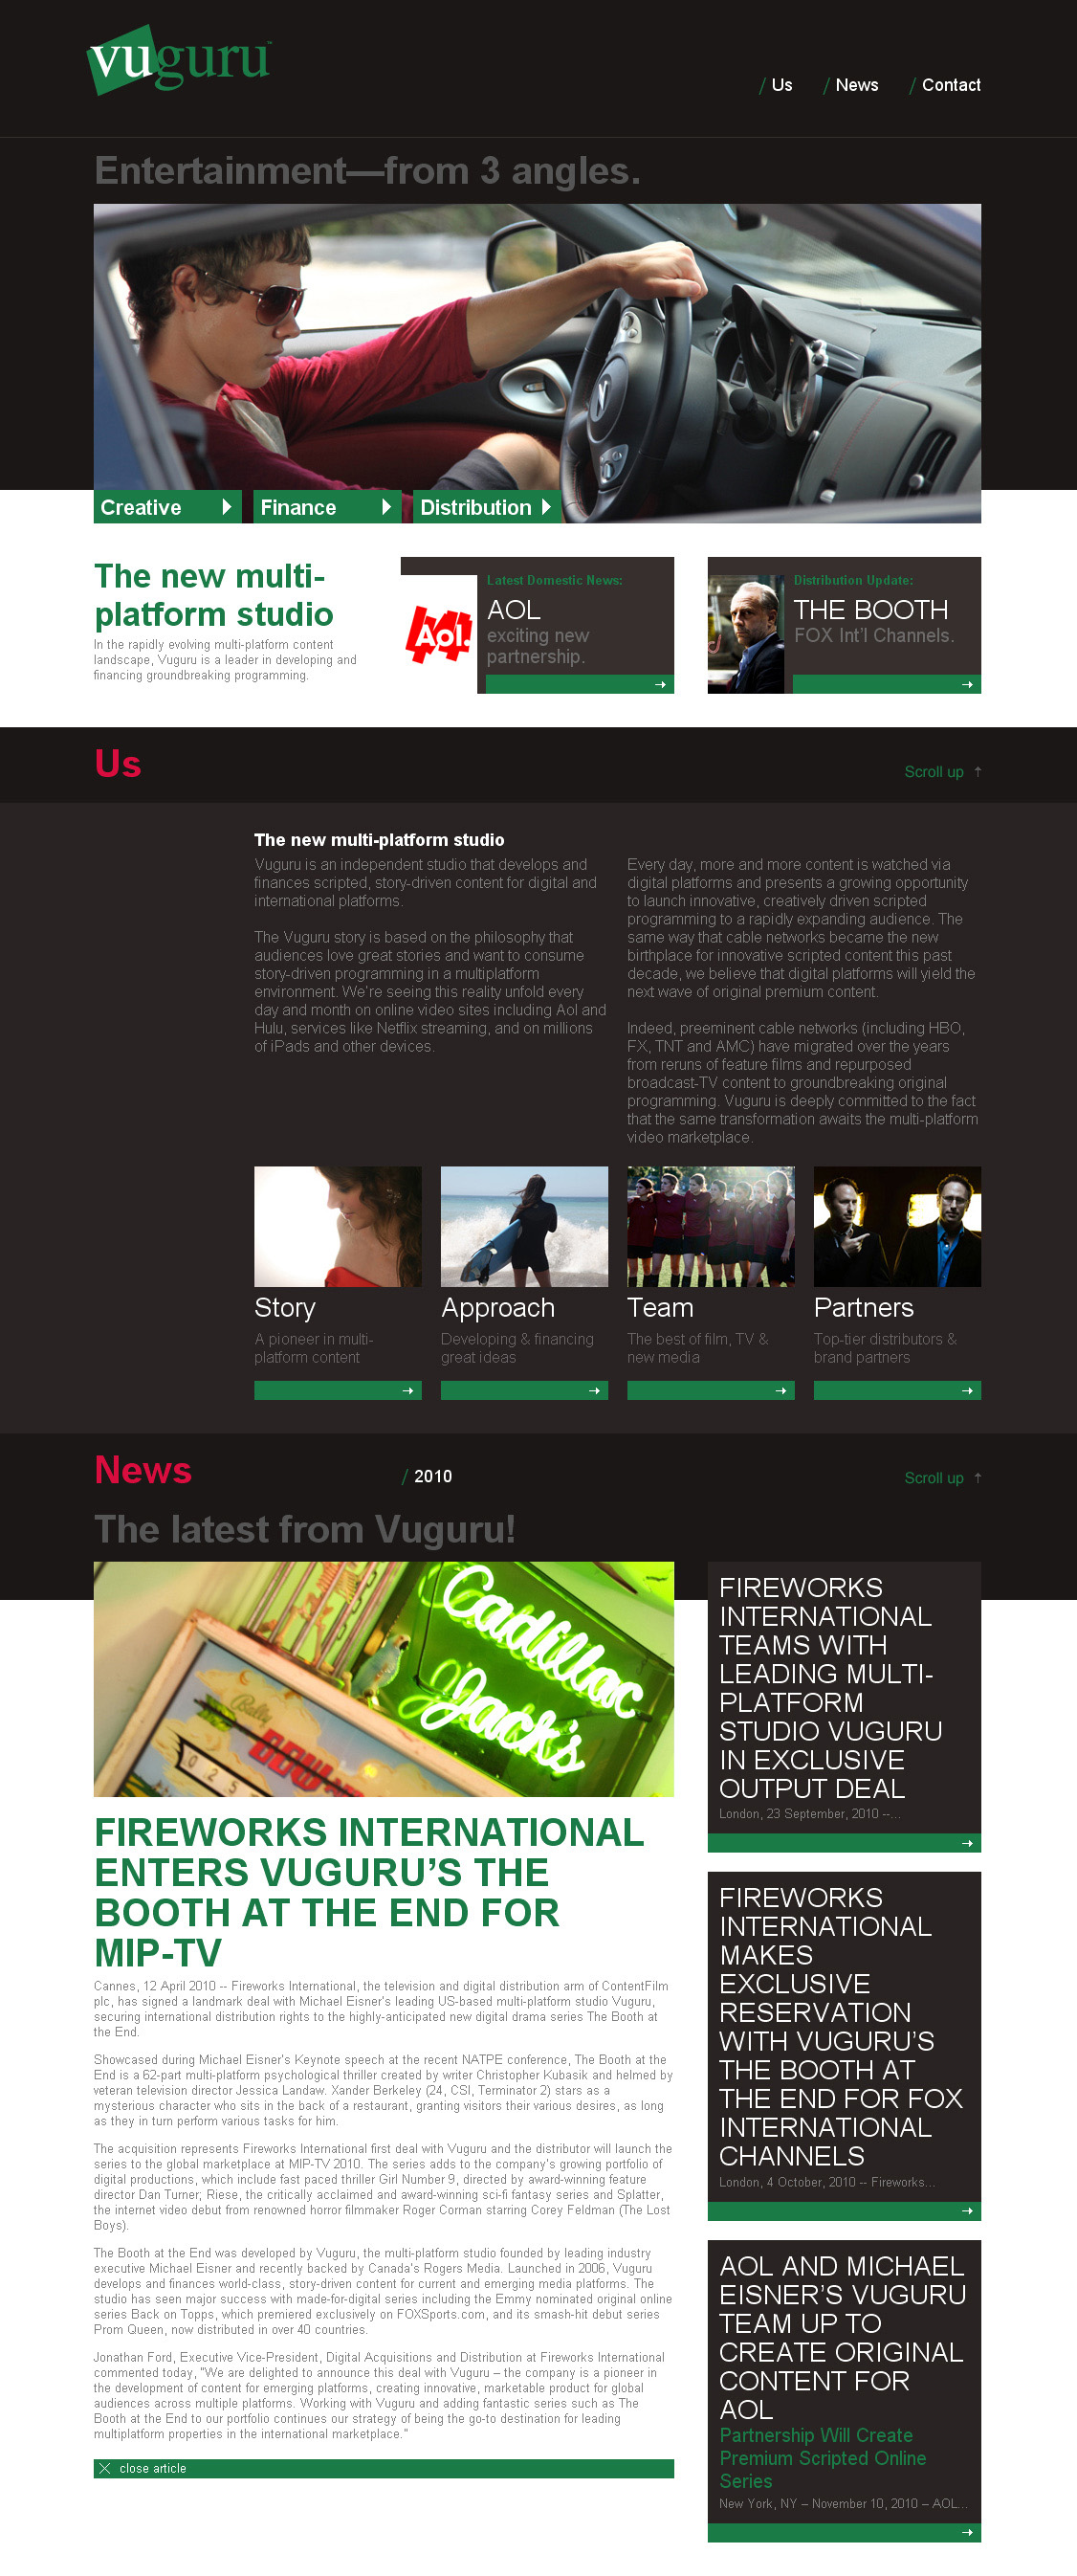 vuguru™
/ Us / News / Contact
Entertainment—from 3 angles.
Creative
Finance
Distribution
The new multi-
platform studio
In the rapidly evolving multi-platform content
landscape, Vuguru is a leader in developing and
financing groundbreaking programming.
Aol.
Latest Domestic News:
AOL
exciting new
partnership.
Distribution Update:
THE BOOTH
FOX Int'l Channels.
Us
Scroll up
The new multi-platform studio
Vuguru is an independent studio that develops and
finances scripted, story-driven content for digital and
international platforms.
The Vuguru story is based on the philosophy that
audiences love great stories and want to consume
story-driven programming in a multiplatform
environment. We're seeing this reality unfold every
day and month on online video sites including Aol and
Hulu, services like Netflix streaming, and on millions
of iPads and other devices.
Every day, more and more content is watched via
digital platforms and presents a growing opportunity
to launch innovative, creatively driven scripted
programming to a rapidly expanding audience. The
same way that cable networks became the new
birthplace for innovative scripted content this past
decade, we believe that digital platforms will yield the
next wave of original premium content.
Indeed, preeminent cable networks (including HBO,
FX, TNT and AMC) have migrated over the years
from reruns of feature films and repurposed
broadcast-TV content to groundbreaking original
programming. Vuguru is deeply committed to the fact
that the same transformation awaits the multi-platform
video marketplace.
Story
A pioneer in multi-
platform content
Approach
Developing & financing
great ideas
Team
The best of film, TV &
new media
Partners
Top-tier distributors &
brand partners
News
/ 2010
Scroll up
The latest from Vuguru!
Cadillac
Jack's
Bally
0 2 5
FIREWORKS INTERNATIONAL
ENTERS VUGURU'S THE
BOOTH AT THE END FOR
MIP-TV
Cannes, 12 April 2010 -- Fireworks International, the television and digital distribution arm of ContentFilm
plc, has signed a landmark deal with Michael Eisner's leading US-based multi-platform studio Vuguru,
securing international distribution rights to the highly-anticipated new digital drama series The Booth at
the End.
Showcased during Michael Eisner's Keynote speech at the recent NATPE conference, The Booth at the
End is a 62-part multi-platform psychological thriller created by writer Christopher Kubasik and helmed by
veteran television director Jessica Landaw. Xander Berkeley (24, CSI, Terminator 2) stars as a
mysterious character who sits in the back of a restaurant, granting visitors their various desires, as long
as they in turn perform various tasks for him.
The acquisition represents Fireworks International first deal with Vuguru and the distributor will launch the
series to the global marketplace at MIP-TV 2010. The series adds to the company's growing portfolio of
digital productions, which include fast paced thriller Girl Number 9, directed by award-winning feature
director Dan Turner; Riese, the critically acclaimed and award-winning sci-fi fantasy series and Splatter,
the internet video debut from renowned horror filmmaker Roger Corman starring Corey Feldman (The Lost
Boys).
The Booth at the End was developed by Vuguru, the multi-platform studio founded by leading industry
executive Michael Eisner and recently backed by Canada's Rogers Media. Launched in 2006, Vuguru
develops and finances world-class, story-driven content for current and emerging media platforms. The
studio has seen major success with made-for-digital series including the Emmy nominated original online
series Back on Topps, which premiered exclusively on FOXSports.com, and its smash-hit debut series
Prom Queen, now distributed in over 40 countries.
Jonathan Ford, Executive Vice-President, Digital Acquisitions and Distribution at Fireworks International
commented today, "We are delighted to announce this deal with Vuguru – the company is a pioneer in
the development of content for emerging platforms, creating innovative, marketable product for global
audiences across multiple platforms. Working with Vuguru and adding fantastic series such as The
Booth at the End to our portfolio continues our strategy of being the go-to destination for leading
multiplatform properties in the international marketplace."
close article
FIREWORKS
INTERNATIONAL
TEAMS WITH
LEADING MULTI-
PLATFORM
STUDIO VUGURU
IN EXCLUSIVE
OUTPUT DEAL
London, 23 September, 2010 --...
FIREWORKS
INTERNATIONAL
MAKES
EXCLUSIVE
RESERVATION
WITH VUGURU'S
THE BOOTH AT
THE END FOR FOX
INTERNATIONAL
CHANNELS
London, 4 October, 2010 -- Fireworks...
AOL AND MICHAEL
EISNER'S VUGURU
TEAM UP TO
CREATE ORIGINAL
CONTENT FOR
AOL
Partnership Will Create
Premium Scripted Online
Series
New York, NY – November 10, 2010 – AOL...